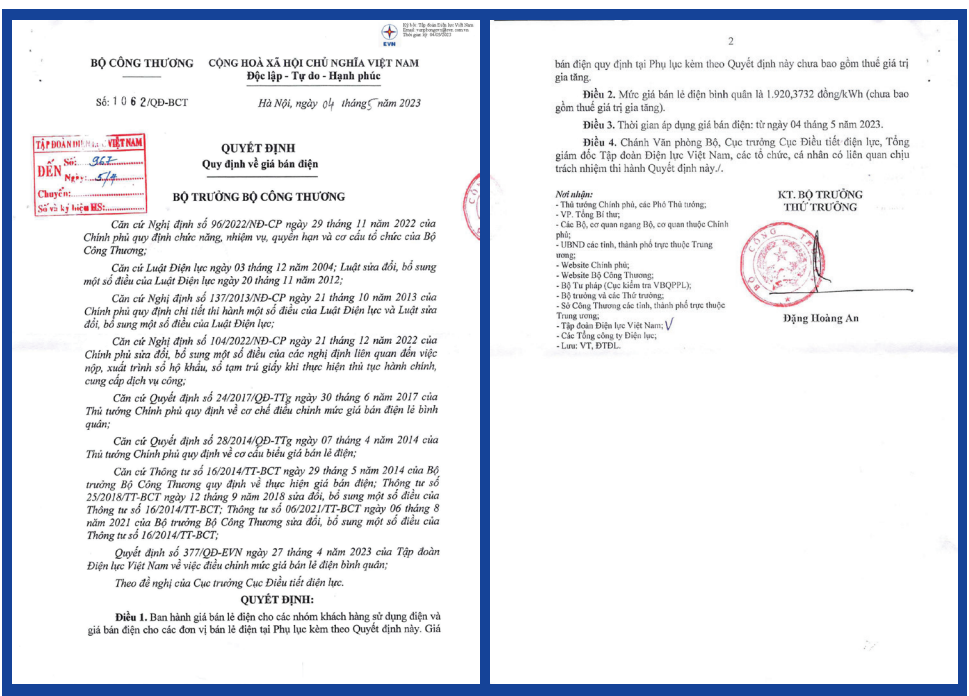 Ký bởi: Tập đoàn Điện lực Việt Nam
EVN
BỘ CÔNG THƯƠNG
CỘNG HOÀ XÃ HỘI CHỦ NGHĨA VIỆT NAM
Độc lập - Tự do - Hạnh phúc
Số: 1062/QĐ-BCT
Hà Nội, ngày 04 tháng 5 năm 2023
TẬP ĐOÀN ĐIỆN LỰC VIỆT NAM
ĐẾN
Số: 967
Ngày: 5/4
Chuyển:
Số và ký hiệu HS:
QUYẾT ĐỊNH
Quy định về giá bán điện
BỘ TRƯỞNG BỘ CÔNG THƯƠNG
Căn cứ Nghị định số 96/2022/NĐ-CP ngày 29 tháng 11 năm 2022 của
Chính phủ quy định chức năng, nhiệm vụ, quyền hạn và cơ cấu tổ chức của Bộ
Công Thương;
Căn cứ Luật Điện lực ngày 03 tháng 12 năm 2004; Luật sửa đổi, bổ sung
một số điều của Luật Điện lực ngày 20 tháng 11 năm 2012;
Căn cứ Nghị định số 137/2013/NĐ-CP ngày 21 tháng 10 năm 2013 của
Chính phủ quy định chi tiết thi hành một số điều của Luật Điện lực và Luật sửa
đổi, bổ sung một số điều của Luật Điện lực;
Căn cứ Nghị định số 104/2022/NĐ-CP ngày 21 tháng 12 năm 2022 của
Chính phủ sửa đổi, bổ sung một số điều của các nghị định liên quan đến việc
nộp, xuất trình sổ hộ khẩu, sổ tạm trú giấy khi thực hiện thủ tục hành chính,
cung cấp dịch vụ công;
Căn cứ Quyết định số 24/2017/QĐ-TTg ngày 30 tháng 6 năm 2017 của
Thủ tướng Chính phủ quy định về cơ chế điều chỉnh mức giá bán điện lẻ bình
quân;
Căn cứ Quyết định số 28/2014/QĐ-TTg ngày 07 tháng 4 năm 2014 của
Thủ tướng Chính phủ quy định về cơ cấu biểu giá bán lẻ điện;
Căn cứ Thông tư số 16/2014/TT-BCT ngày 29 tháng 5 năm 2014 của Bộ
trưởng Bộ Công Thương quy định về thực hiện giá bán điện; Thông tư số
25/2018/TT-BCT ngày 12 tháng 9 năm 2018 sửa đổi, bổ sung một số điều của
Thông tư số 16/2014/TT-BCT; Thông tư số 06/2021/TT-BCT ngày 06 tháng 8
năm 2021 của Bộ trưởng Bộ Công Thương sửa đổi, bổ sung một số điều của
Thông tư số 16/2014/TT-BCT;
Quyết định số 377/QĐ-EVN ngày 27 tháng 4 năm 2023 của Tập đoàn
Điện lực Việt Nam về việc điều chỉnh mức giá bán lẻ điện bình quân;
Theo đề nghị của Cục trưởng Cục Điều tiết điện lực.
QUYẾT ĐỊNH:
Điều 1. Ban hành giá bán lẻ điện cho các nhóm khách hàng sử dụng điện và
giá bán điện cho các đơn vị bán lẻ điện tại Phụ lục kèm theo Quyết định này. Giá
2
bán điện quy định tại Phụ lục kèm theo Quyết định này chưa bao gồm thuế giá trị
gia tăng.
Điều 2. Mức giá bán lẻ điện bình quân là 1.920,3732 đồng/kWh (chưa bao
gồm thuế giá trị gia tăng).
Điều 3. Thời gian áp dụng giá bán điện: từ ngày 04 tháng 5 năm 2023.
Điều 4. Chánh Văn phòng Bộ, Cục trưởng Cục Điều tiết điện lực, Tổng
giám đốc Tập đoàn Điện lực Việt Nam, các tổ chức, cá nhân có liên quan chịu
trách nhiệm thi hành Quyết định này./.
Nơi nhận:
- Thủ tướng Chính phủ, các Phó Thủ tướng;
- VP. Tổng Bí thư;
- Các Bộ, cơ quan ngang Bộ, cơ quan thuộc Chính
phủ;
- UBND các tỉnh, thành phố trực thuộc Trung
ương;
- Website Chính phủ;
- Website Bộ Công Thương;
- Bộ Tư pháp (Cục kiểm tra VBQPPL);
- Bộ trưởng và các Thứ trưởng;
- Sở Công Thương các tỉnh, thành phố trực thuộc
Trung ương;
- Tập đoàn Điện lực Việt Nam;
- Các Tổng công ty Điện lực;
- Lưu: VT, ĐTĐL.
KT. BỘ TRƯỞNG
THỨ TRƯỞNG
Đặng Hoàng An